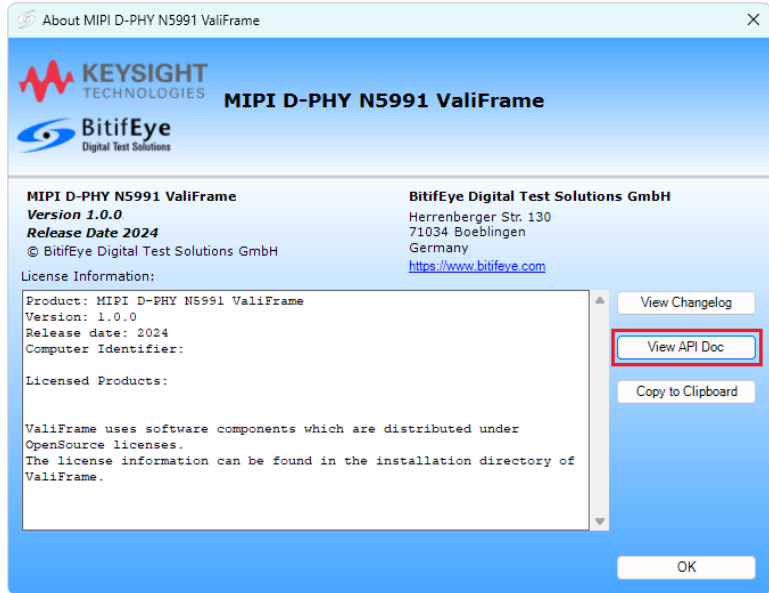 About MIPI D-PHY N5991 ValiFrame
KEYSIGHT
TECHNOLOGIES
MIPI D-PHY N5991 ValiFrame
BitifEye
Digital Test Solutions
MIPI D-PHY N5991 ValiFrame
Version 1.0.0
Release Date 2024
© BitifEye Digital Test Solutions GmbH
BitifEye Digital Test Solutions GmbH
Herrenberger Str. 130
71034 Boeblingen
Germany
https://www.bitifeye.com
License Information:
Product: MIPI D-PHY N5991 ValiFrame
Version: 1.0.0
Release date: 2024
Computer Identifier:
Licensed Products:
ValiFrame uses software components which are distributed under
OpenSource licenses.
The license information can be found in the installation directory of
ValiFrame.
View Changelog
View API Doc
Copy to Clipboard
OK